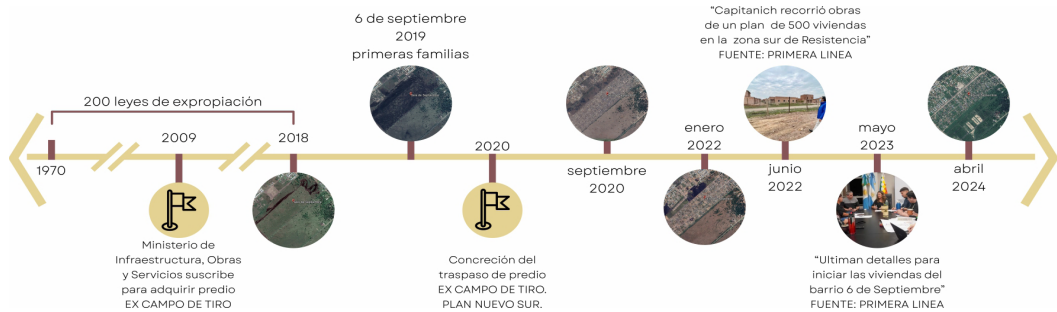 200 leyes de expropiación
1970
2009
Ministerio de
Infraestructura, Obras
y Servicios suscribe
para adquirir predio
EX CAMPO DE TIRO
2018
6 de septiembre
2019
primeras familias
2020
Concreción del
traspaso de predio
EX CAMPO DE TIRO.
PLAN NUEVO SUR.
septiembre
2020
enero
2022
“Capitanich recorrió obras
de un plan de 500 viviendas
en la zona sur de Resistencia”
FUENTE: PRIMERA LINEA
junio
2022
mayo
2023
“Ultiman detalles para
iniciar las viviendas del
barrio 6 de Septiembre”
FUENTE: PRIMERA LINEA
abril
2024